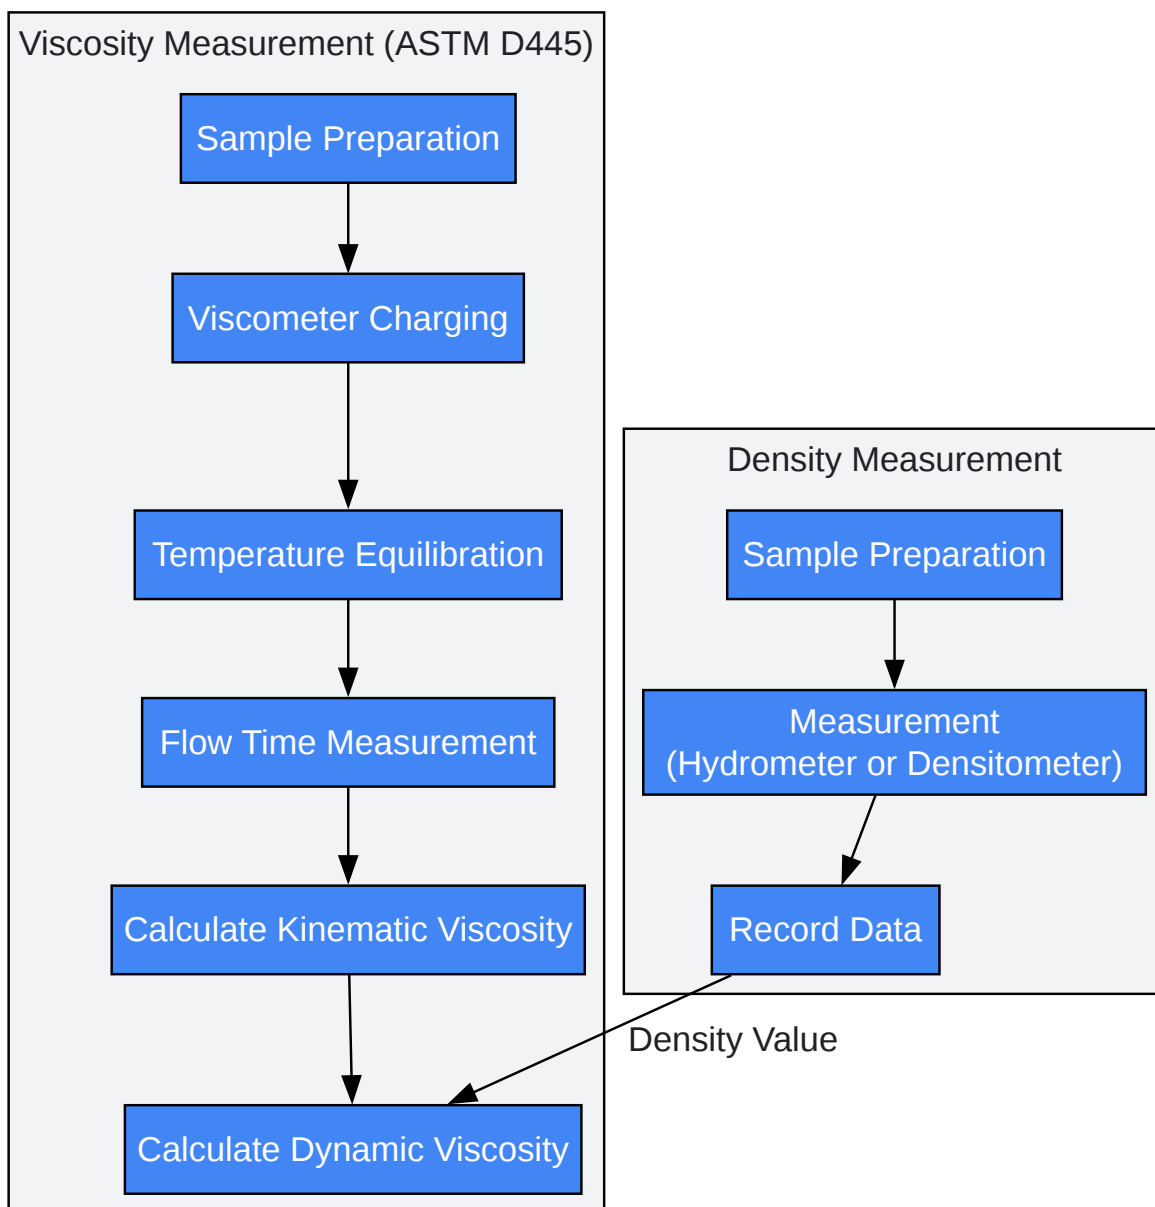 Viscosity Measurement (ASTM D445)
Sample Preparation
Viscometer Charging
Temperature Equilibration
Flow Time Measurement
Calculate Kinematic Viscosity
Calculate Dynamic Viscosity
Density Measurement
Sample Preparation
Measurement
(Hydrometer or Densitometer)
Record Data
Density Value